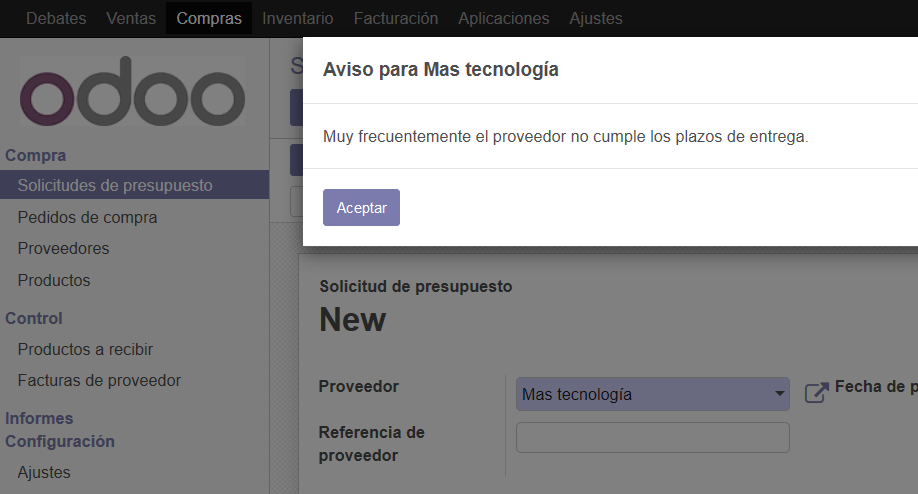 Debates Ventas Compras Inventario Facturación Aplicaciones Ajustes
odoo
Compra
Solicitudes de presupuesto
Pedidos de compra
Proveedores
Productos
Control
Productos a recibir
Facturas de proveedor
Informes
Configuración
Ajustes
S
Aviso para Mas tecnología
Muy frecuentemente el proveedor no cumple los plazos de entrega.
Aceptar
Solicitud de presupuesto
New
Proveedor
Mas tecnología
Fecha de p
Referencia de
proveedor